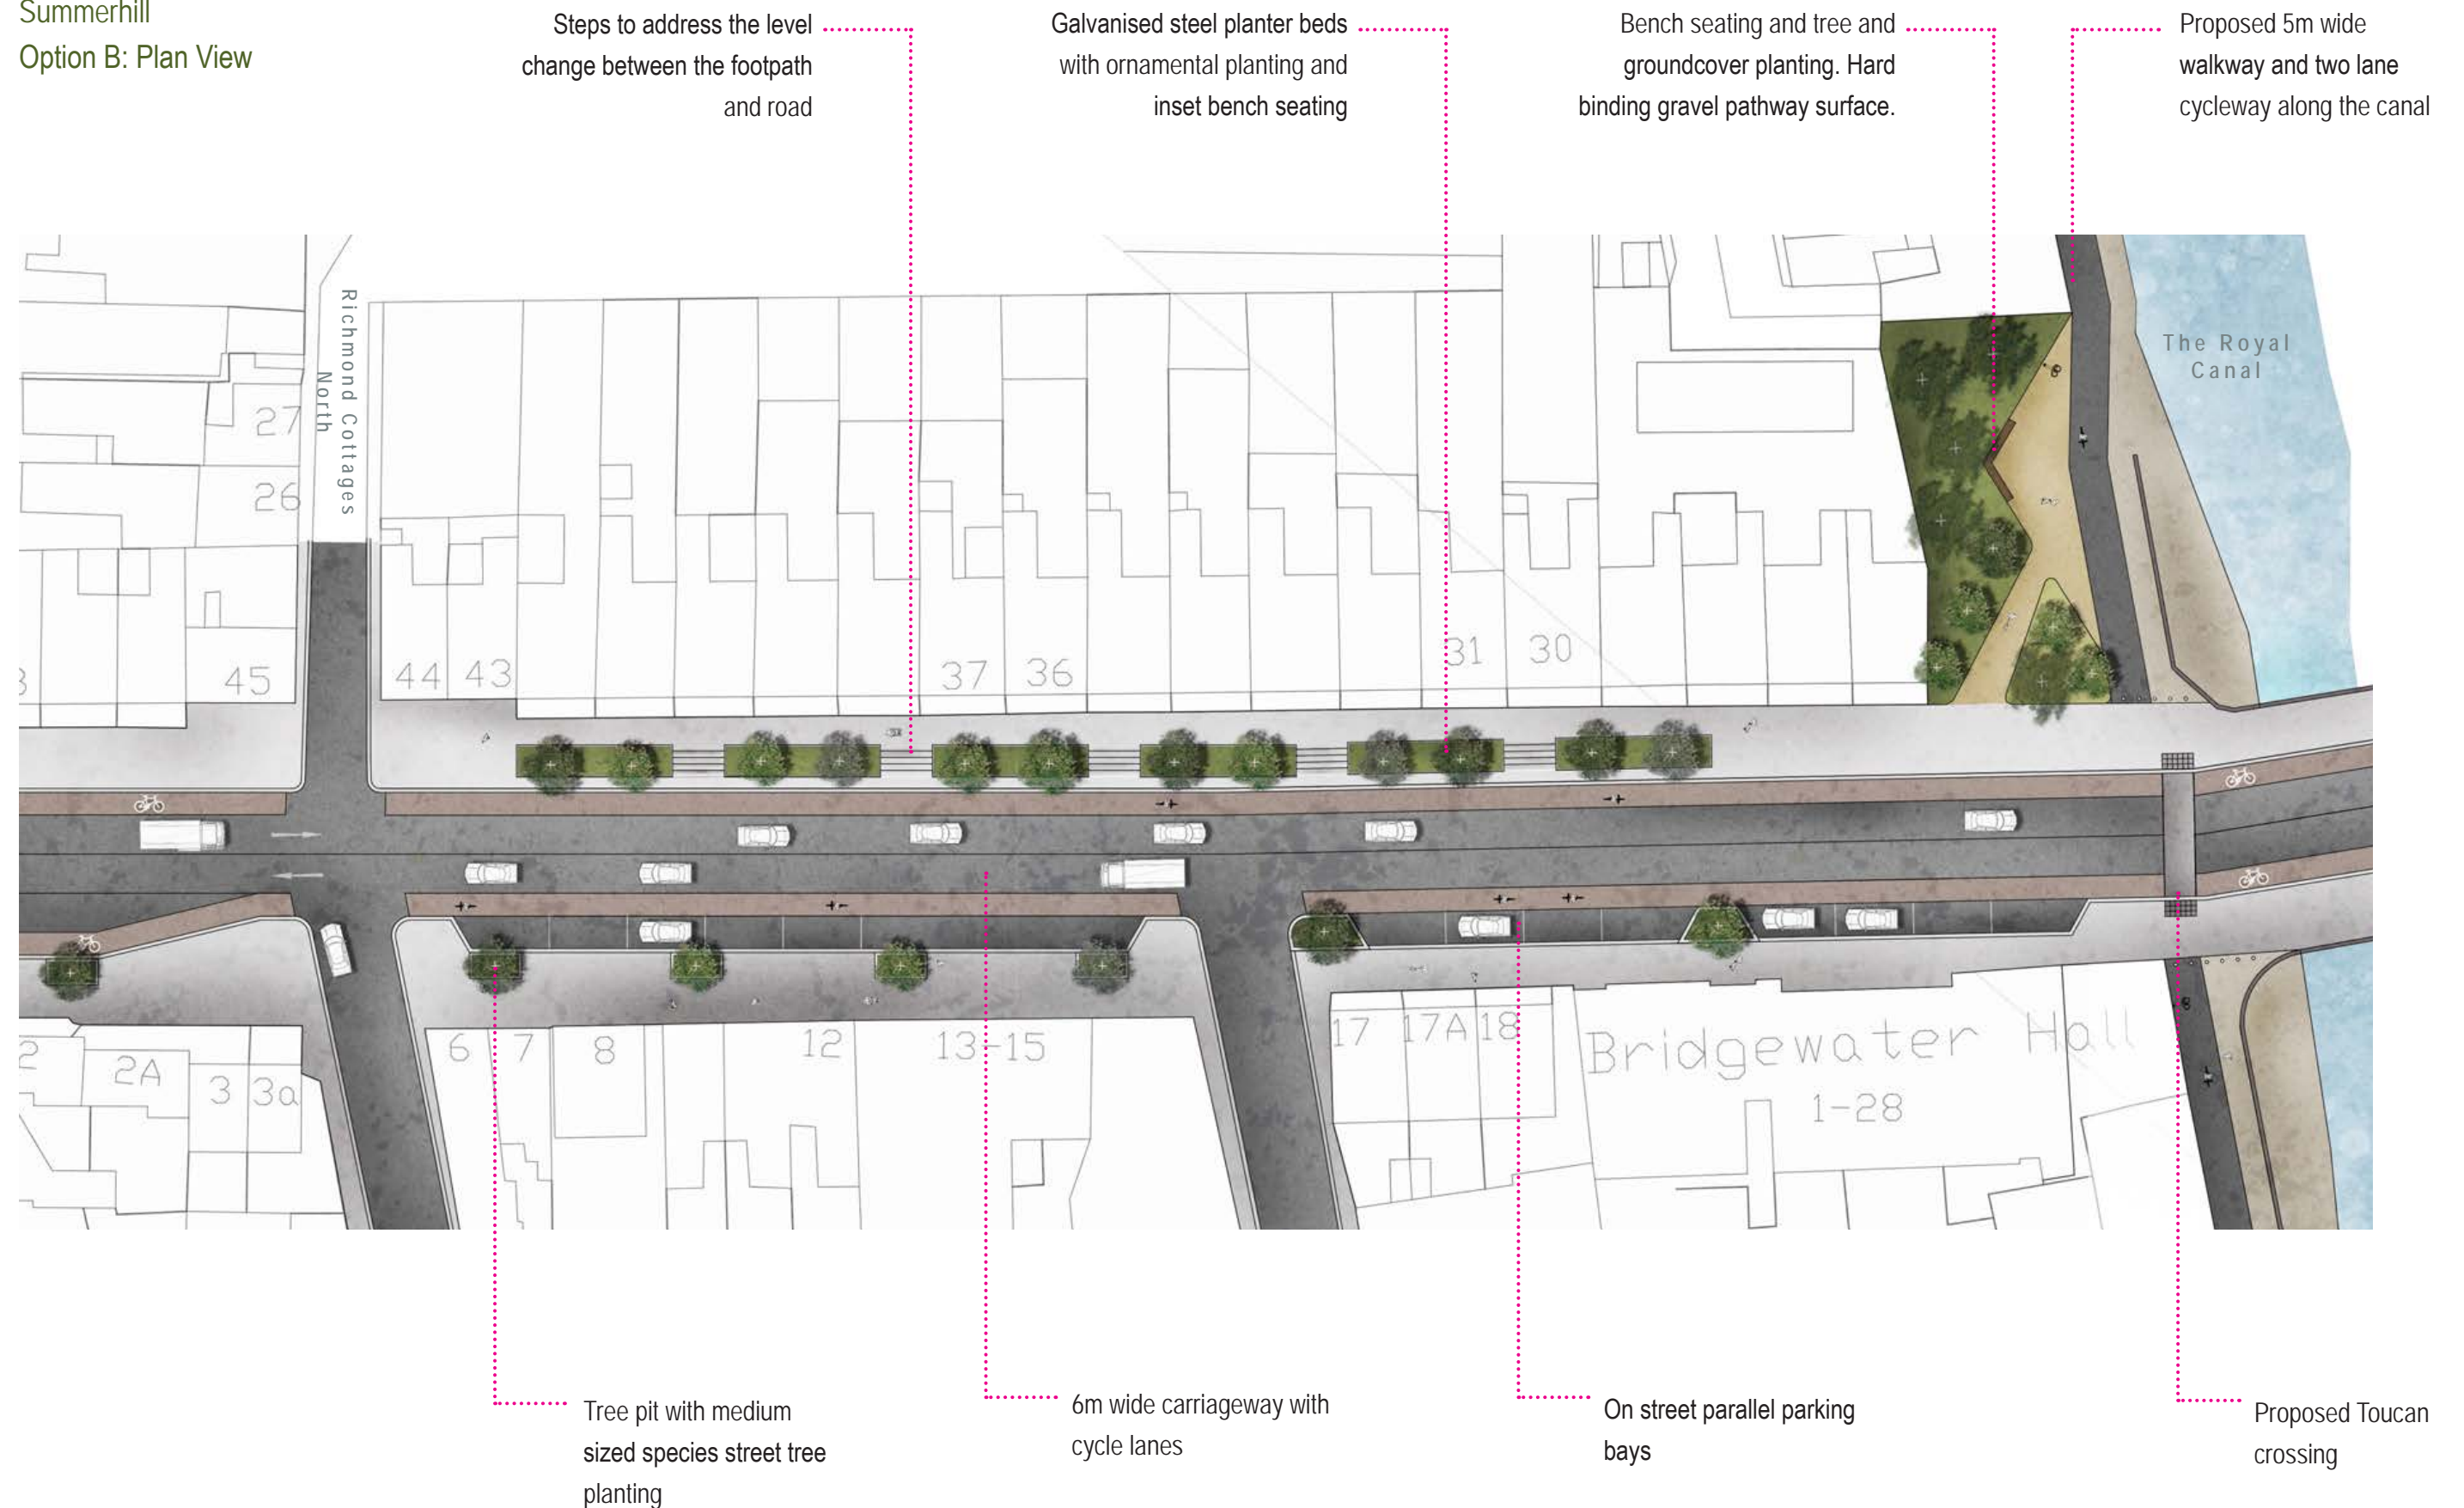 Summerhill
Option B: Plan View
Steps to address the level
change between the footpath
and road
Galvanised steel planter beds
with ornamental planting and
inset bench seating
Bench seating and tree and
groundcover planting. Hard
binding gravel pathway surface.
Proposed 5m wide
walkway and two lane
cycleway along the canal
Richmond Cottages
North
The Royal
Canal
27
26
45
44
43
37
36
31
30
2
2A
3
3a
6
7
8
12
13-15
17
17A
18
Bridgewater Hall
1-28
Tree pit with medium
sized species street tree
planting
6m wide carriageway with
cycle lanes
On street parallel parking
bays
Proposed Toucan
crossing